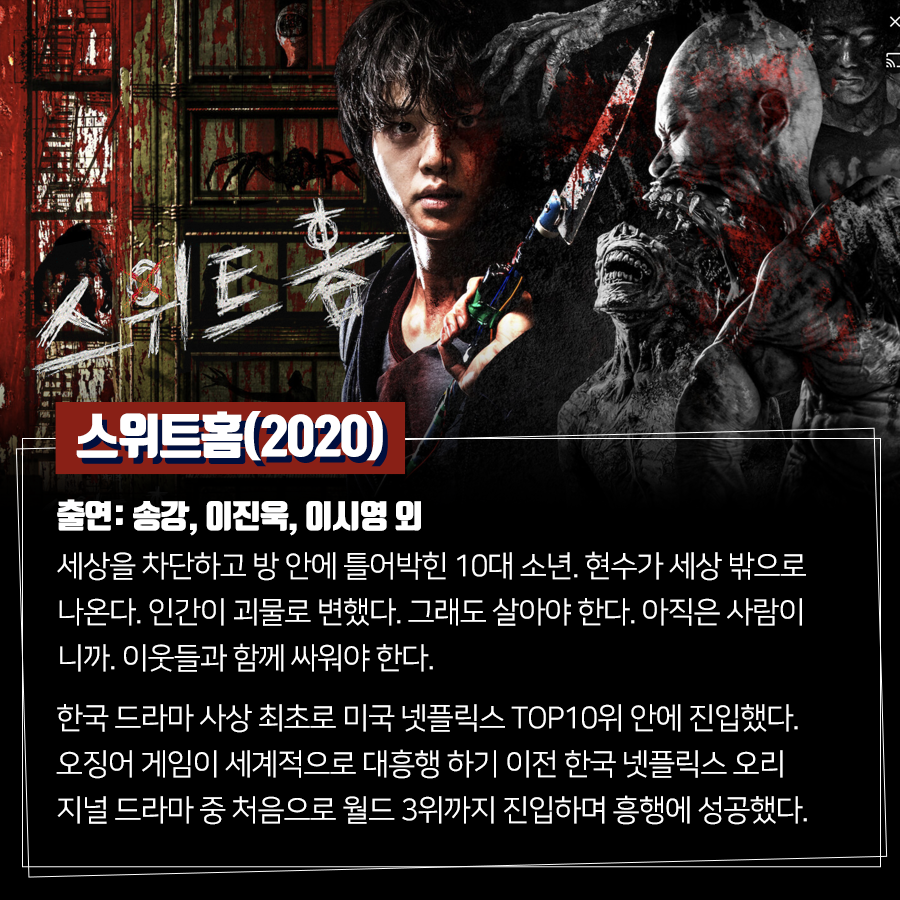 스위트홈
스위트홈(2020)
출연: 송강, 이진욱, 이시영 외
세상을 차단하고 방 안에 틀어박힌 10대 소년. 현수가 세상 밖으로
나온다. 인간이 괴물로 변했다. 그래도 살아야 한다. 아직은 사람이
니까. 이웃들과 함께 싸워야 한다.
한국 드라마 사상 최초로 미국 넷플릭스 TOP10위 안에 진입했다.
오징어 게임이 세계적으로 대흥행 하기 이전 한국 넷플릭스 오리
지널 드라마 중 처음으로 월드 3위까지 진입하며 흥행에 성공했다.